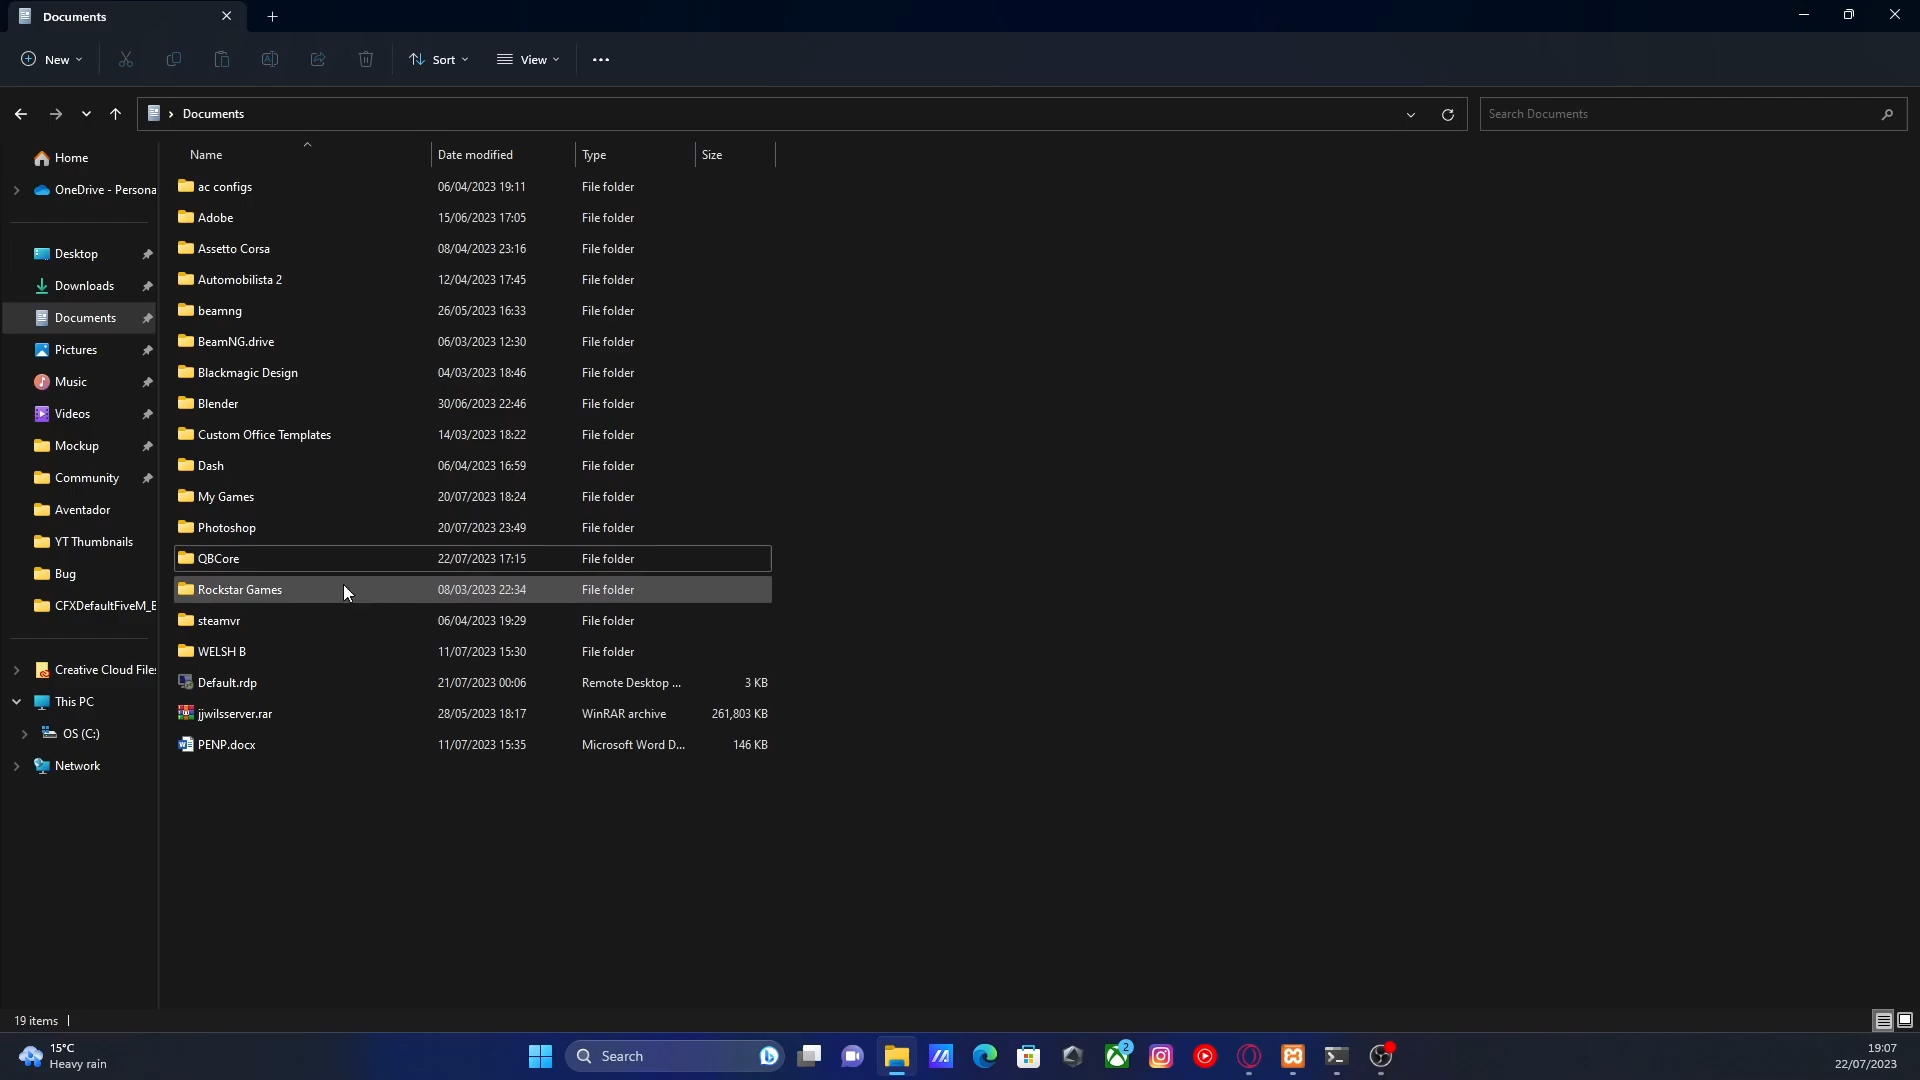 Documents
New
Sort
View
Documents
Search Documents
Name Date modified Type Size
Home
OneDrive - Persona
Desktop
Downloads
Documents
Pictures
Music
Videos
Mockup
Community
Aventador
YT Thumbnails
Bug
CFXDefaultFiveM_E
Creative Cloud Files
This PC
OS (C:)
Network
ac configs 06/04/2023 19:11 File folder
Adobe 15/06/2023 17:05 File folder
Assetto Corsa 08/04/2023 23:16 File folder
Automobilista 2 12/04/2023 17:45 File folder
beamng 26/05/2023 16:33 File folder
BeamNG.drive 06/03/2023 12:30 File folder
Blackmagic Design 04/03/2023 18:46 File folder
Blender 30/06/2023 22:46 File folder
Custom Office Templates 14/03/2023 18:22 File folder
Dash 06/04/2023 16:59 File folder
My Games 20/07/2023 18:24 File folder
Photoshop 20/07/2023 23:49 File folder
QBCore 22/07/2023 17:15 File folder
Rockstar Games 08/03/2023 22:34 File folder
steamvr 06/04/2023 19:29 File folder
WELSH B 11/07/2023 15:30 File folder
Default.rdp 21/07/2023 00:06 Remote Desktop ... 3 KB
jjwilsserver.rar 28/05/2023 18:17 WinRAR archive 261,803 KB
PENP.docx 11/07/2023 15:35 Microsoft Word D... 146 KB
19 items
15°C
Heavy rain
Search
2
19:07
22/07/2023